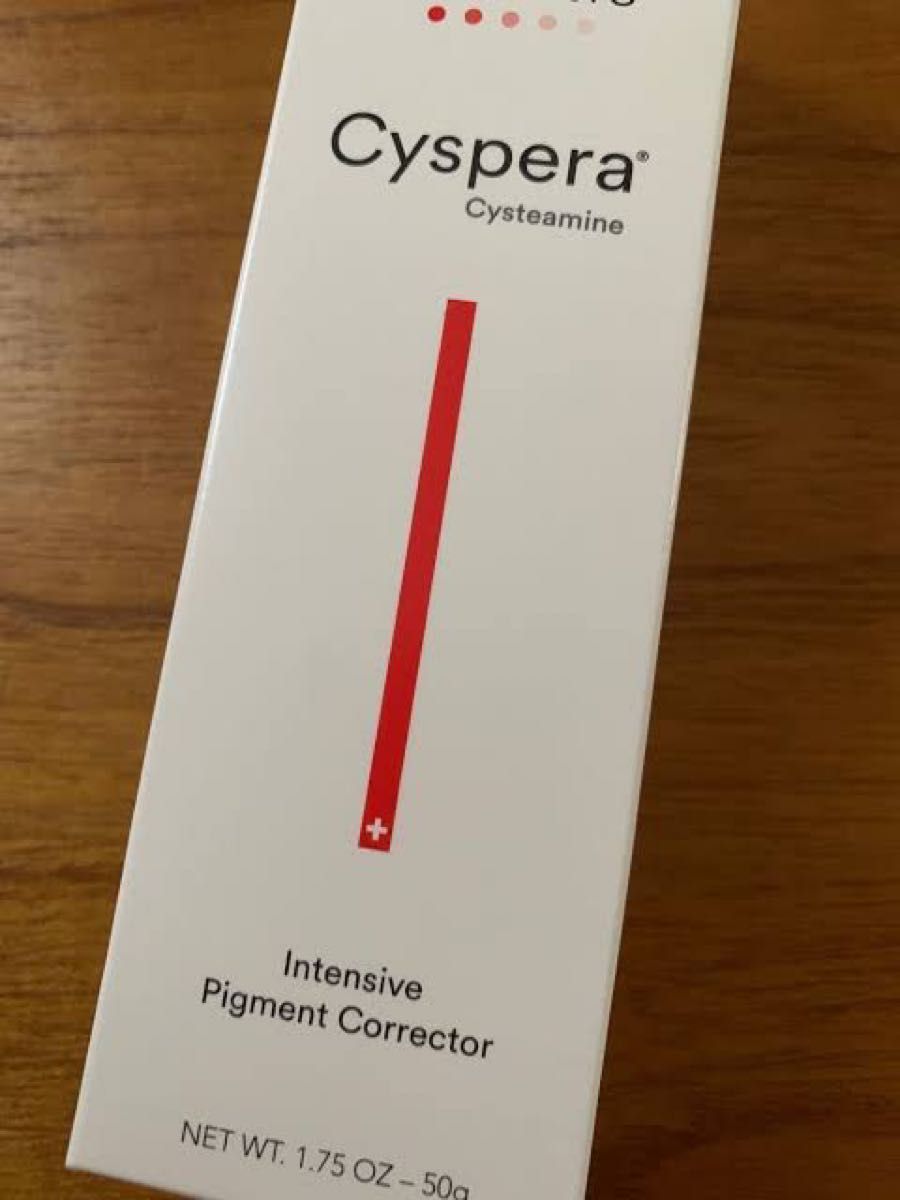 Cyspera®
Cysteamine
Intensive
Pigment Corrector
NET WT. 1.75 OZ – 50g